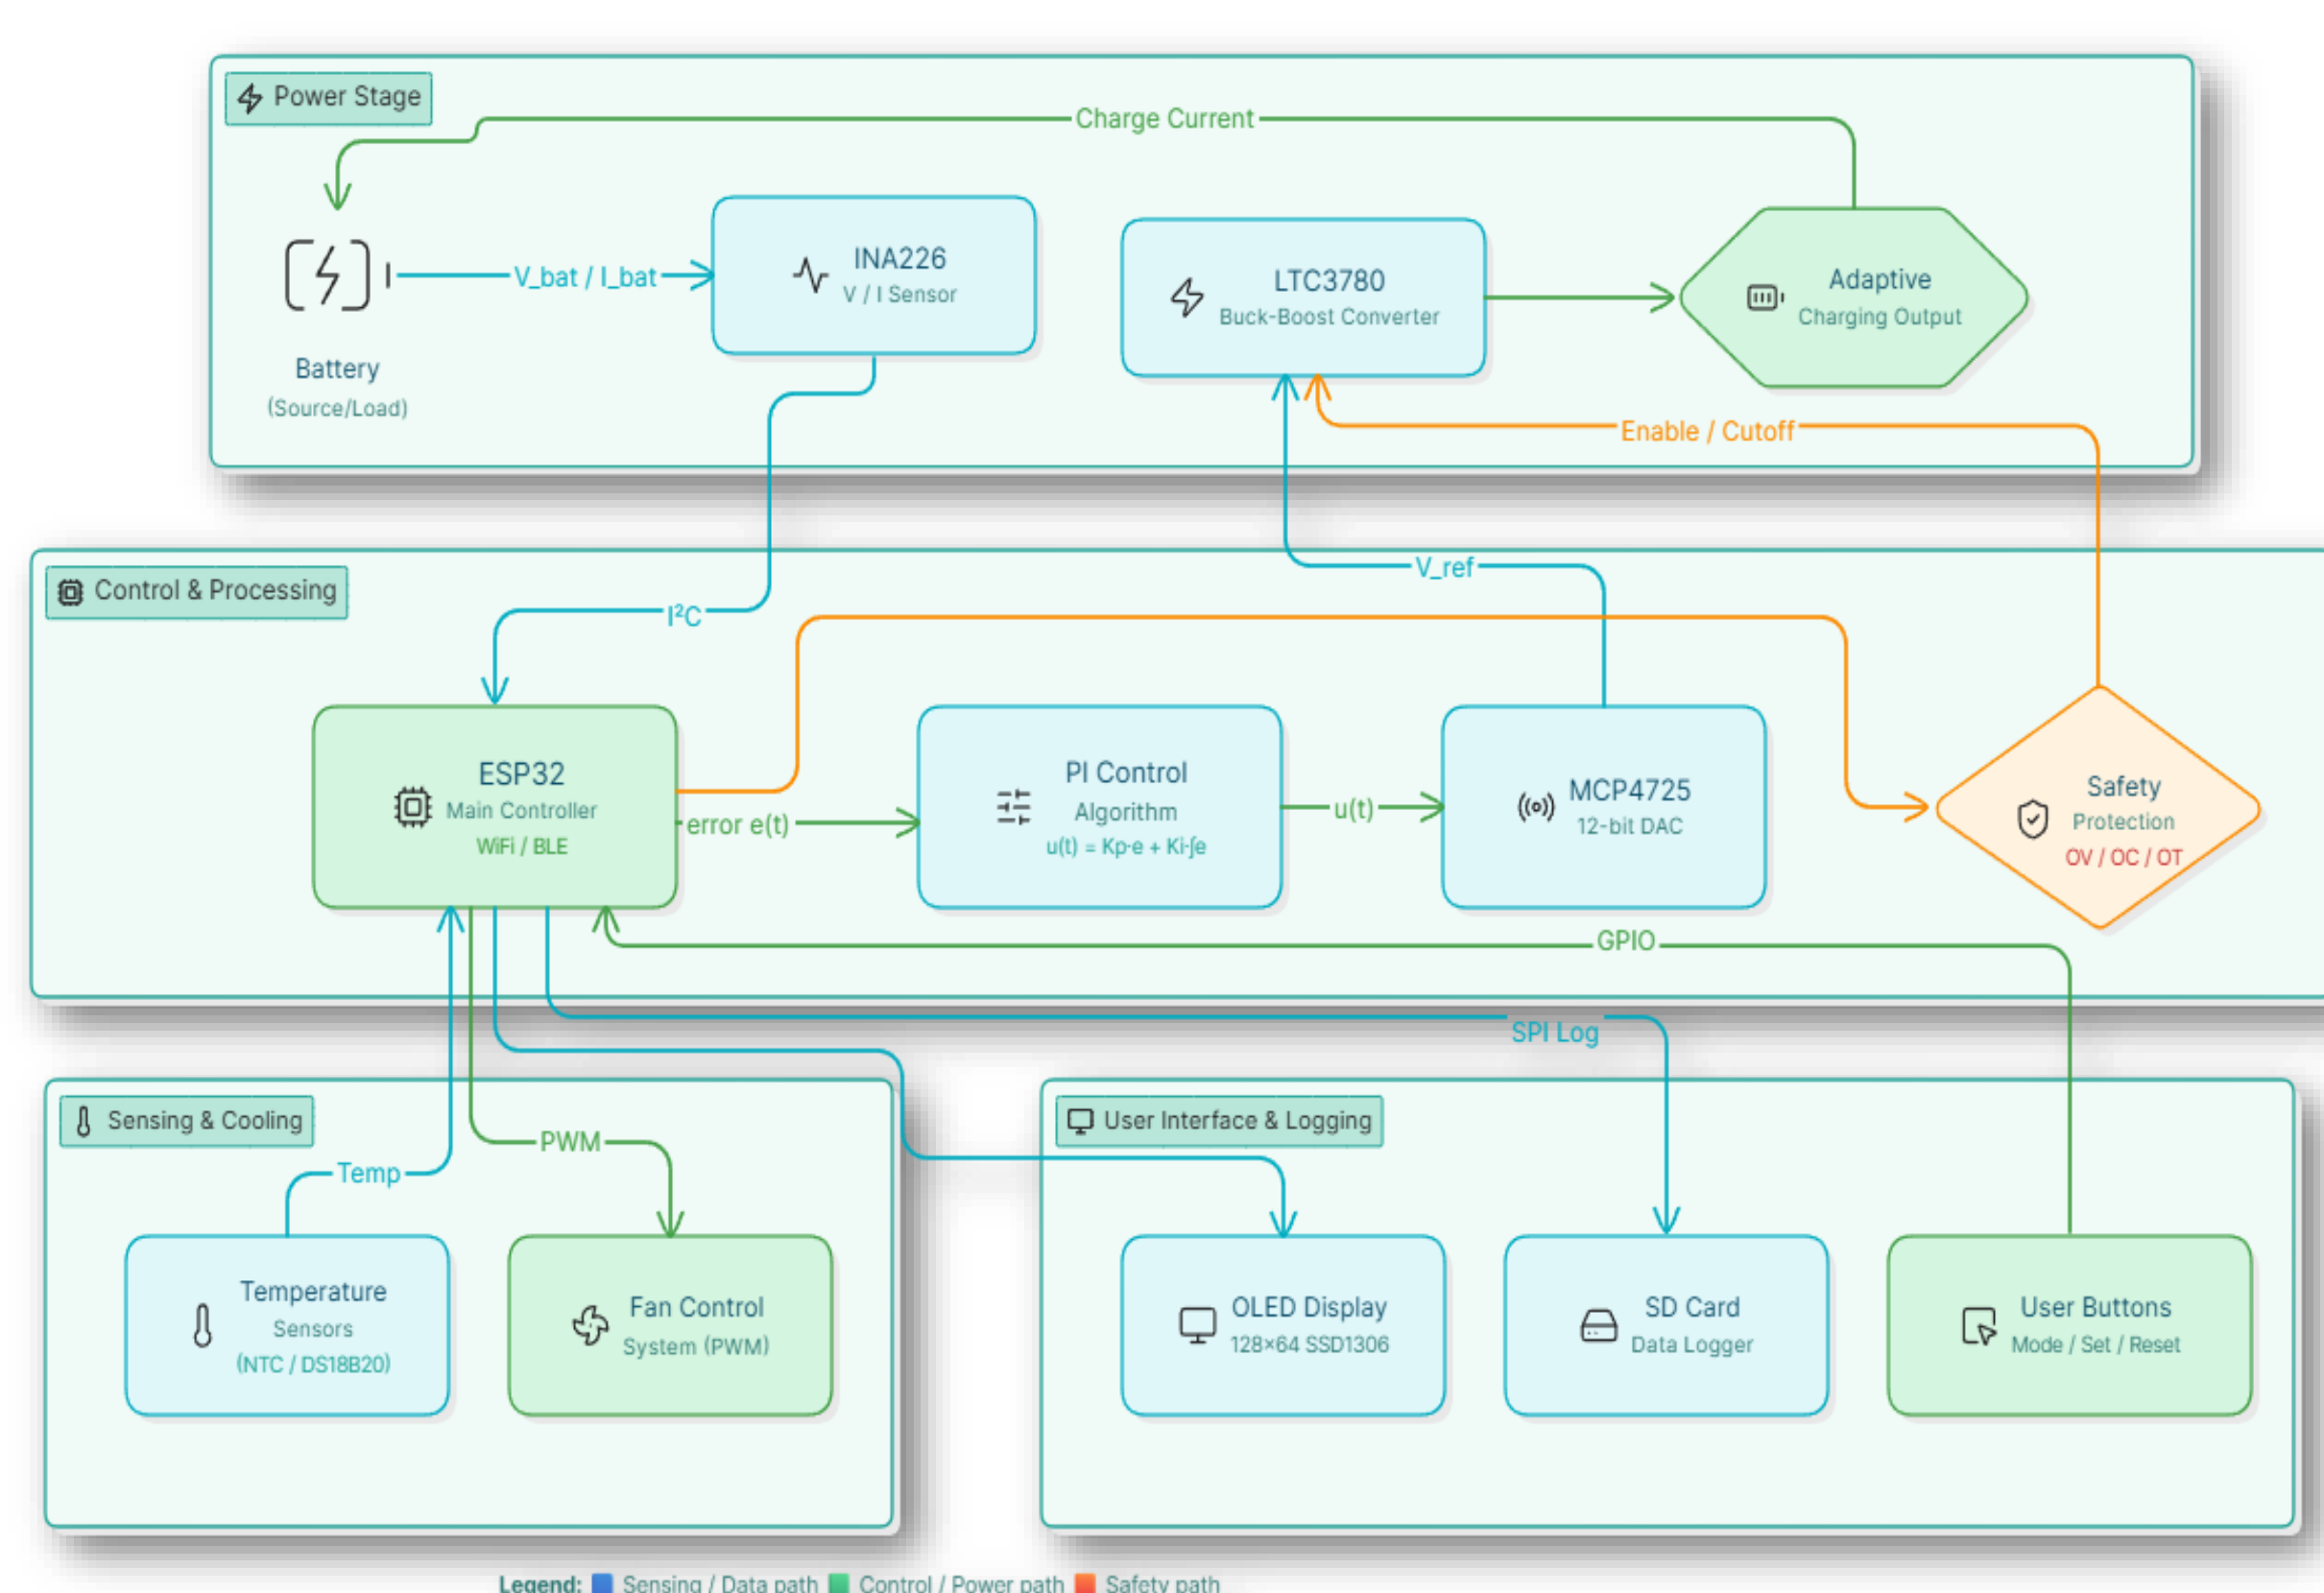 Power Stage
Charge Current
V_bat / I_bat
INA226
V / I Sensor
LTC3780
Buck-Boost Converter
Adaptive
Charging Output
Battery
(Source/Load)
Enable / Cutoff
Control & Processing
V_ref
I²C
ESP32
Main Controller
WiFi / BLE
error e(t)
PI Control
Algorithm
u(t) = Kp·e + Ki·∫e
u(t)
MCP4725
12-bit DAC
Safety
Protection
OV / OC / OT
GPIO
SPI Log
Sensing & Cooling
PWM
Temp
Temperature
Sensors
(NTC / DS18B20)
Fan Control
System (PWM)
User Interface & Logging
OLED Display
128×64 SSD1306
SD Card
Data Logger
User Buttons
Mode / Set / Reset
Legend: Sensing / Data path Control / Power path Safety path